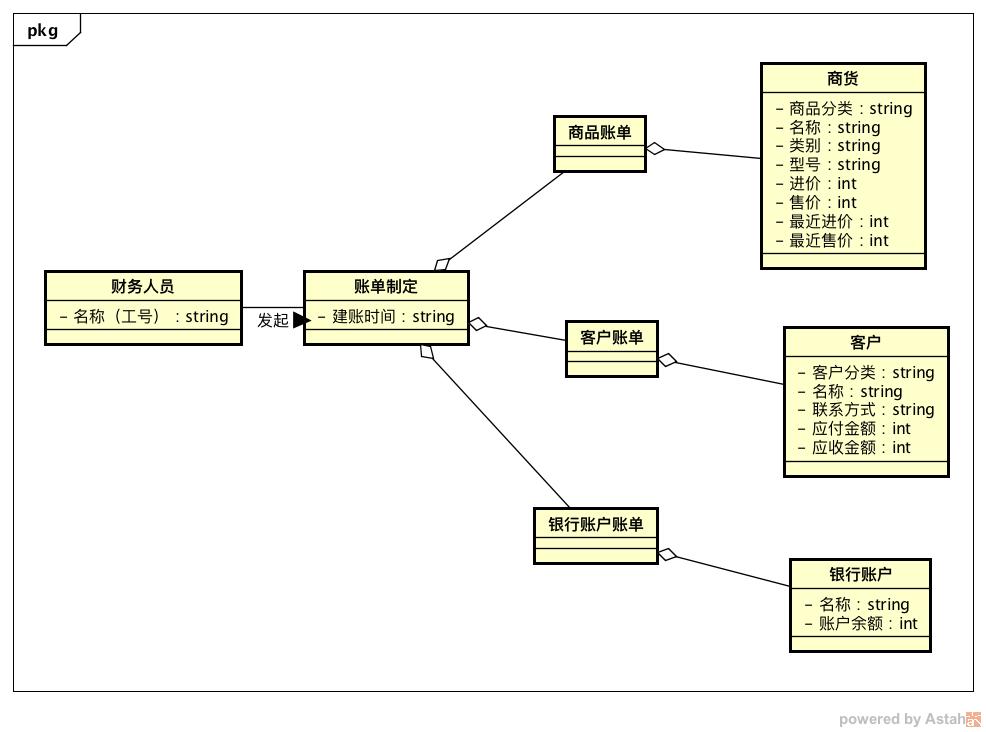 pkg
商货
- 商品分类 : string
- 名称 : string
- 类别 : string
- 型号 : string
- 进价 : int
- 售价 : int
- 最近进价 : int
- 最近售价 : int
商品账单
财务人员
- 名称（工号） : string
发起
账单制定
- 建账时间 : string
客户账单
客户
- 客户分类 : string
- 名称 : string
- 联系方式 : string
- 应付金额 : int
- 应收金额 : int
银行账户账单
银行账户
- 名称 : string
- 账户余额 : int
powered by Astah